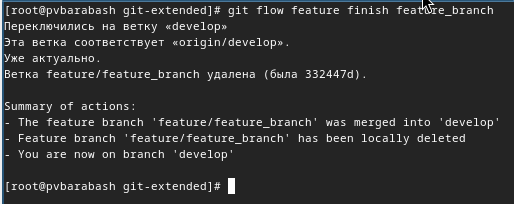 [root@pvbarabash git-extended]# git flow feature finish feature_branch
Переключились на ветку «develop»
Эта ветка соответствует «origin/develop».
Уже актуально.
Ветка feature/feature_branch удалена (была 332447d).
Summary of actions:
- The feature branch 'feature/feature_branch' was merged into 'develop'
- Feature branch 'feature/feature_branch' has been locally deleted
- You are now on branch 'develop'
[root@pvbarabash git-extended]#